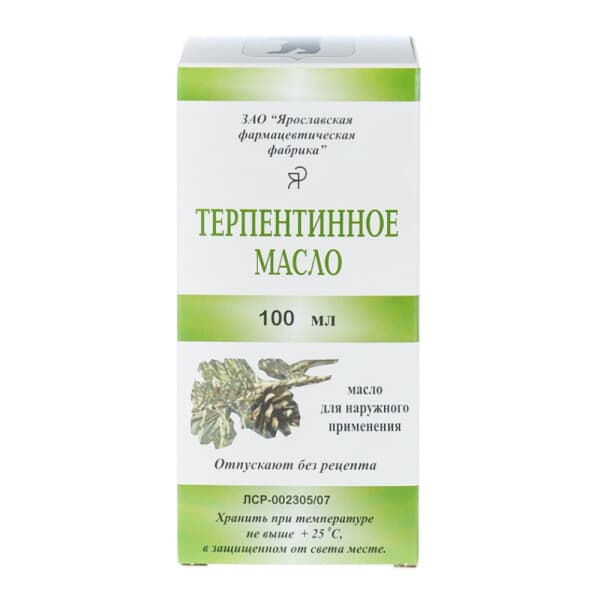 ЗАО “Ярославская
фармацевтическая
фабрика”
ТЕРПЕНТИННОЕ
МАСЛО
100 мл
масло
для наружного
применения
Отпускают без рецепта
ЛСР-002305/07
Хранить при температуре
не выше + 25 °С,
в защищенном от света месте.